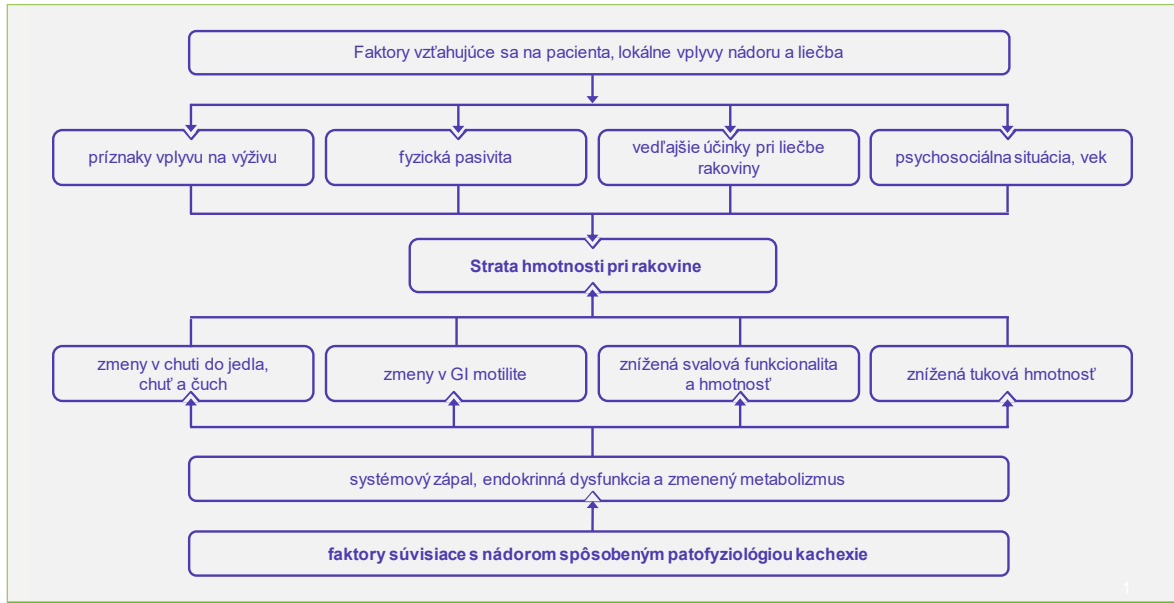 Faktory vzťahujúce sa na pacienta, lokálne vplyvy nádoru a liečba
príznaky vplyvu na výživu
fyzická pasivita
vedľajšie účinky pri liečbe
rakoviny
psychosociálna situácia, vek
Strata hmotnosti pri rakovine
zmeny v chuti do jedla,
chuť a čuch
zmeny v GI motilite
znížená svalová funkcionalita
a hmotnosť
znížená tuková hmotnosť
systémový zápal, endokrinná dysfunkcia a zmenený metabolizmus
faktory súvisiace s nádorom spôsobeným patofyziológiou kachexie
1